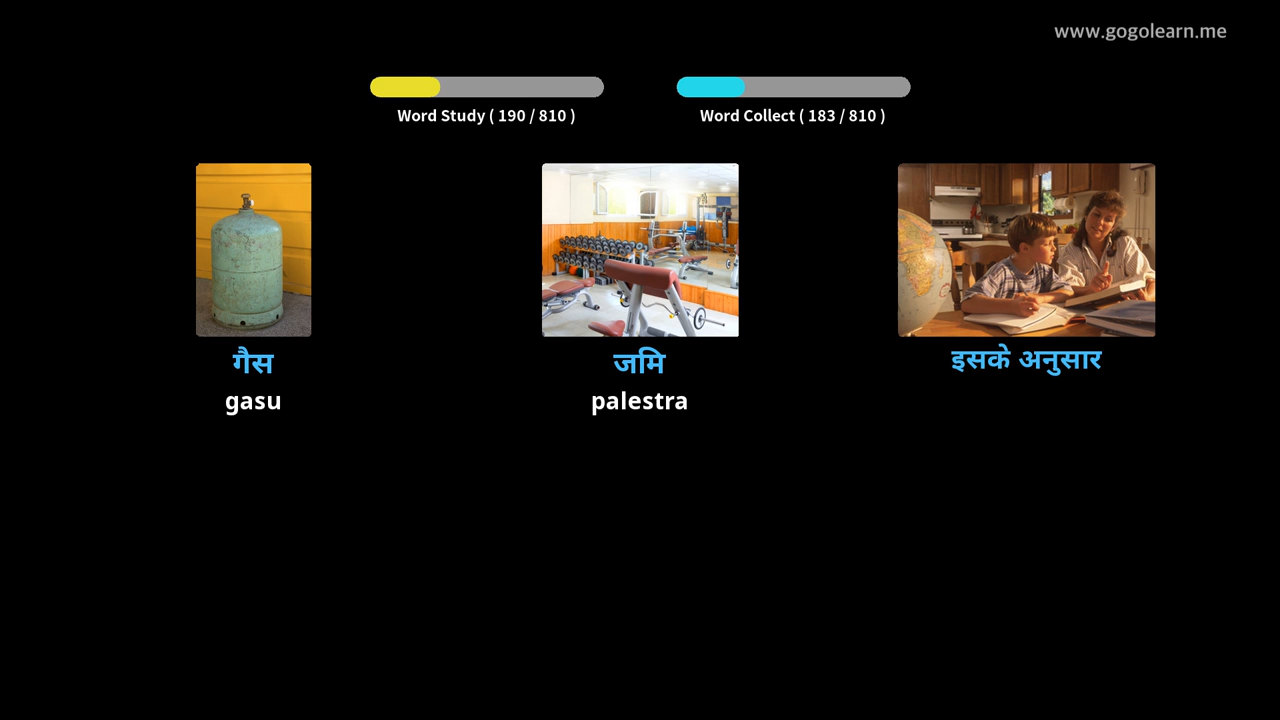 www.gogolearn.me
Word Study ( 190 / 810 )
Word Collect ( 183 / 810 )
गैस
जमि
इसके अनुसार
gasu
palestra